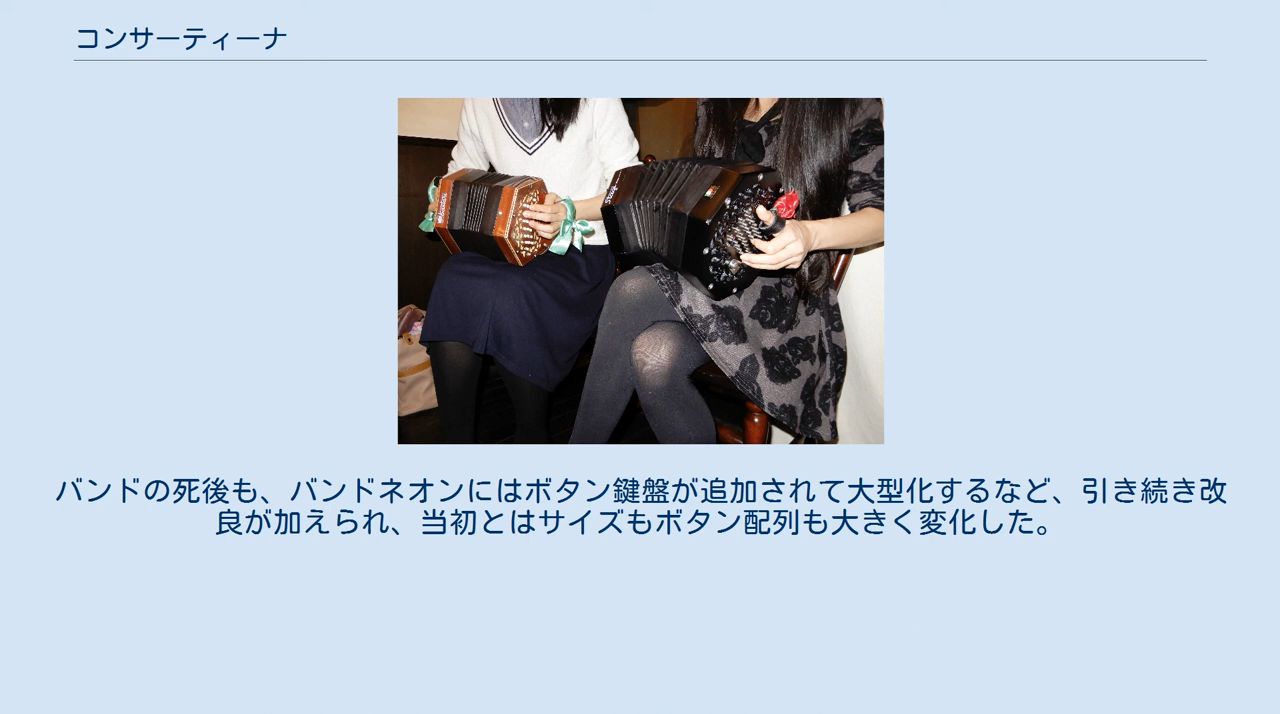 コンサーティーナ
バンドの死後も、バンドネオンにはボタン鍵盤が追加されて大型化するなど、引き続き改
良が加えられ、当初とはサイズもボタン配列も大きく変化した。